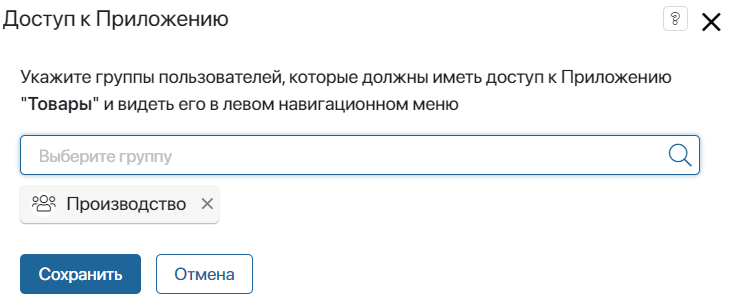 Доступ к Приложению
?
Укажите группы пользователей, которые должны иметь доступ к Приложению
"Товары" и видеть его в левом навигационном меню
Выберите группу
Производство
Сохранить
Отмена